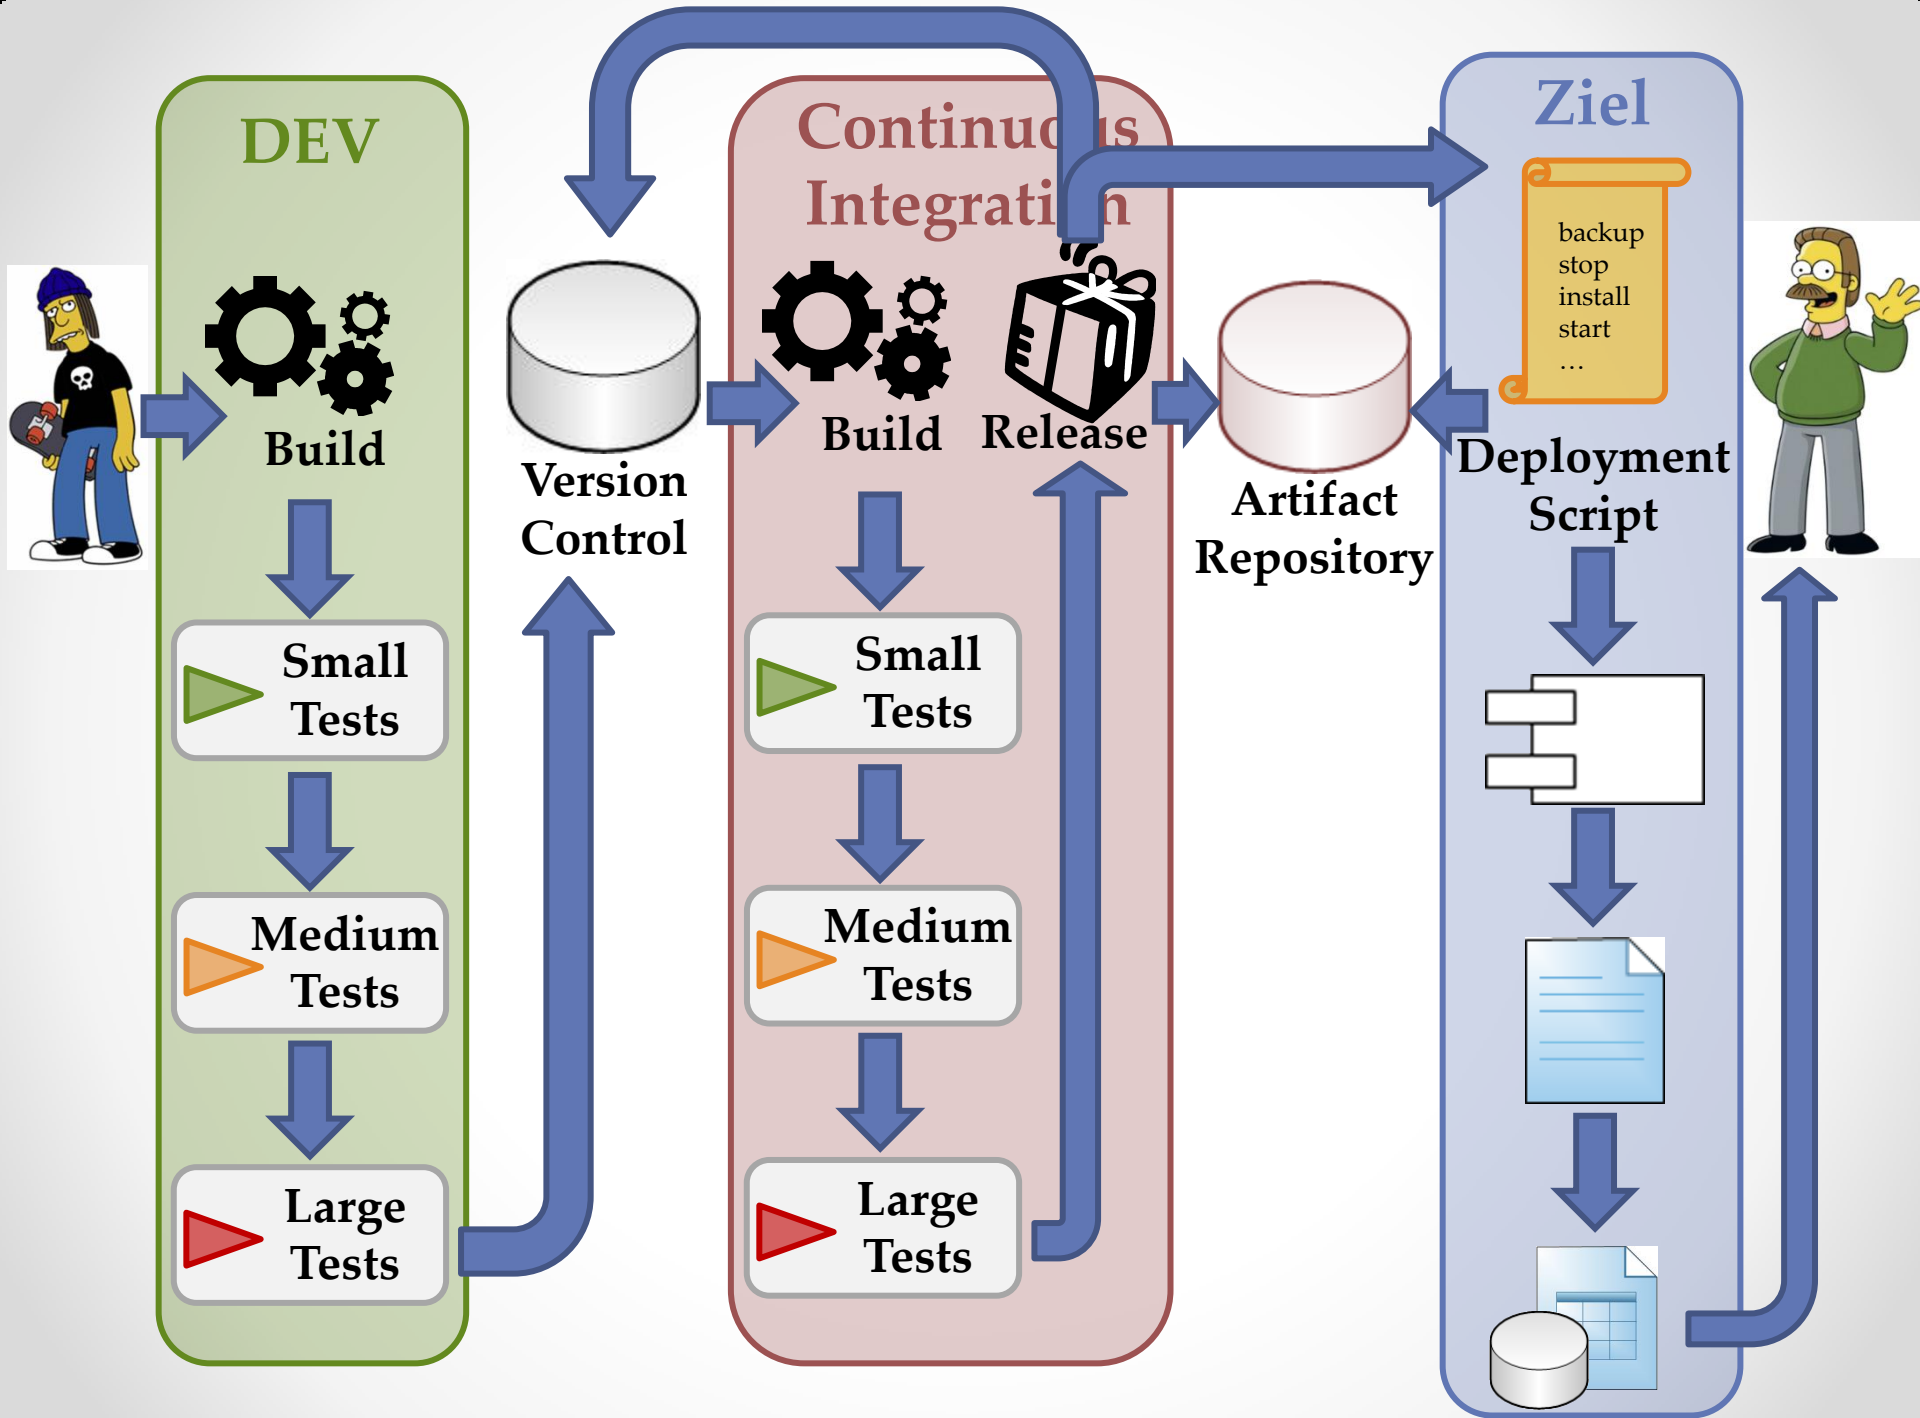 DEV
Build
Small
Tests
Medium
Tests
Large
Tests
Version
Control
Continuous
Integration
Build
Release
Small
Tests
Medium
Tests
Large
Tests
Artifact
Repository
Ziel
backup
stop
install
start
...
Deployment
Script